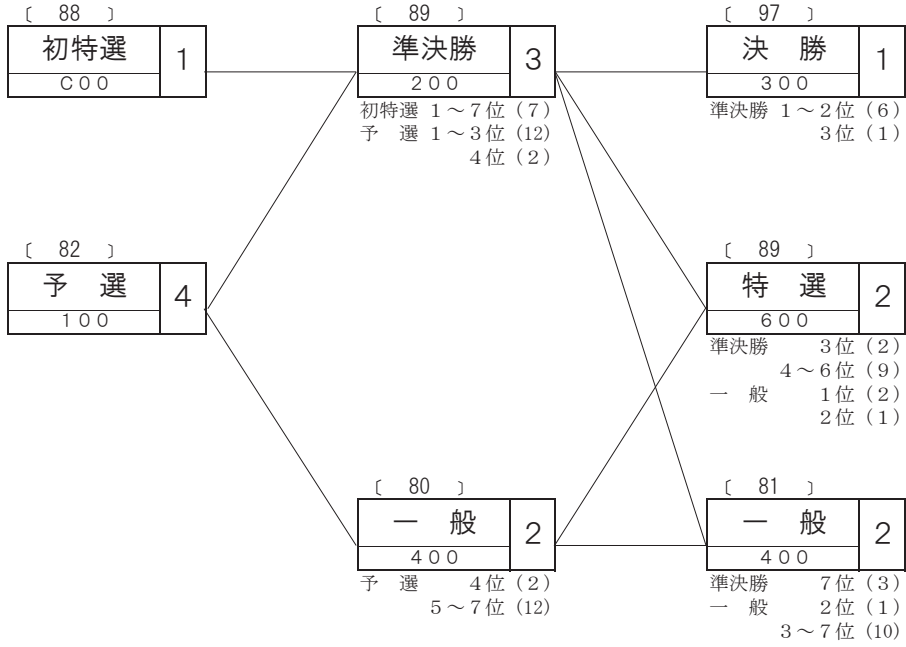 〔 88 〕
初特選 1
C00
〔 89 〕
準決勝 3
200
初特選 1～7位 (7)
予 選 1～3位 (12)
4位 (2)
〔 97 〕
決 勝 1
300
準決勝 1～2位 (6)
3位 (1)
〔 82 〕
予 選 4
100
〔 89 〕
特 選 2
600
準決勝 3位 (2)
4～6位 (9)
一 般 1位 (2)
2位 (1)
〔 80 〕
一 般 2
400
予 選 4位 (2)
5～7位 (12)
〔 81 〕
一 般 2
400
準決勝 7位 (3)
一 般 2位 (1)
3～7位 (10)